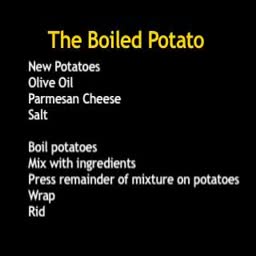 The Boiled Potato
New Potatoes
Olive Oil
Parmesan Cheese
Salt
Boil potatoes
Mix with ingredients
Press remainder of mixture on potatoes
Wrap
Rid